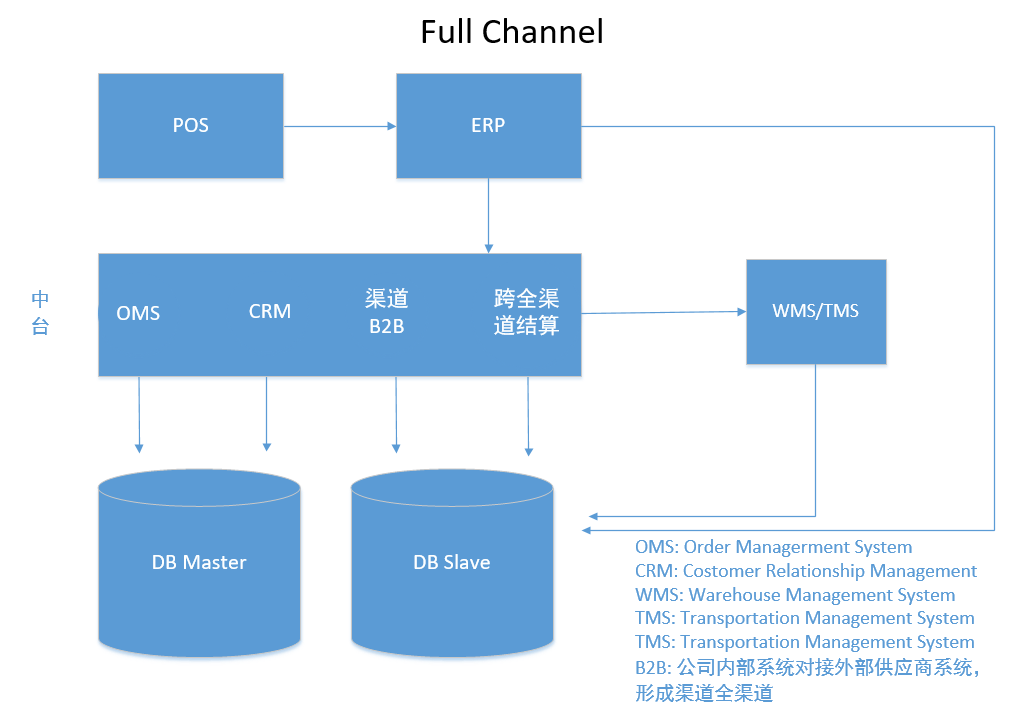 Full Channel
POS
ERP
中
台
OMS
CRM
渠道
B2B
跨全渠
道结算
WMS/TMS
DB Master
DB Slave
OMS: Order Managerment System
CRM: Costomer Relationship Management
WMS: Warehouse Management System
TMS: Transportation Management System
TMS: Transportation Management System
B2B: 公司内部系统对接外部供应商系统，
形成渠道全渠道